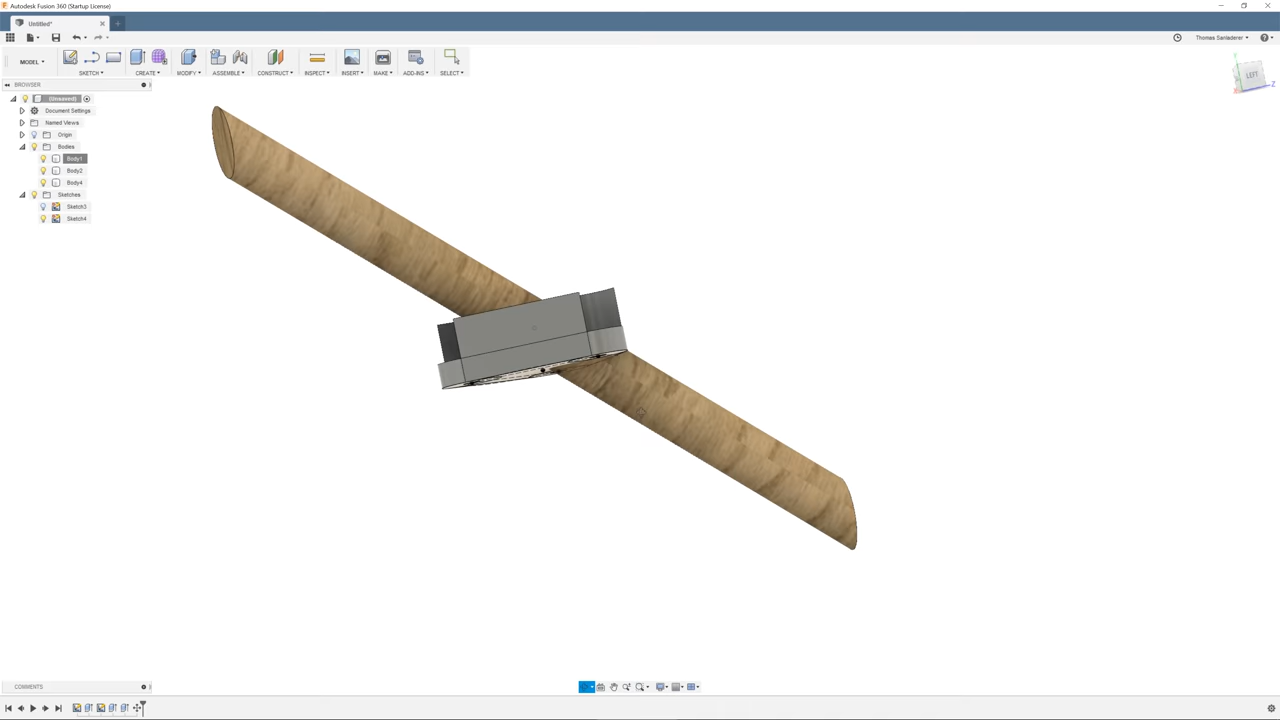 Autodesk Fusion 360 (Startup License)
Untitled*
Thomas Sanladerer
MODEL
SKETCH
CREATE
MODIFY
ASSEMBLE
CONSTRUCT
INSPECT
INSERT
MAKE
ADD-INS
SELECT
BROWSER
(Unsaved)
Document Settings
Named Views
Origin
Bodies
Body1
Body2
Body4
Sketches
Sketch3
Sketch4
LEFT
Z
COMMENTS